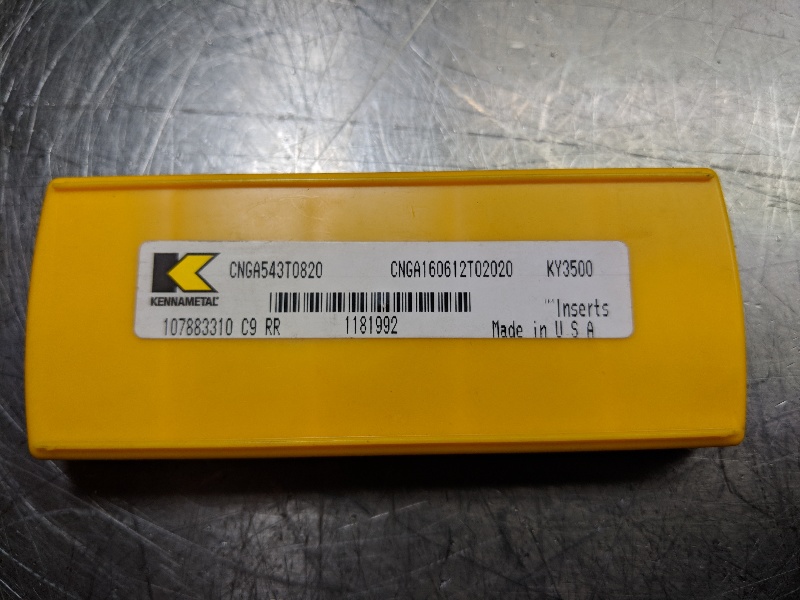 CNGA543T0820 CNGA160612T02020 KY3500
KENNAMETAL
Inserts
107883310 C9 RR 1181992 Made in U S A